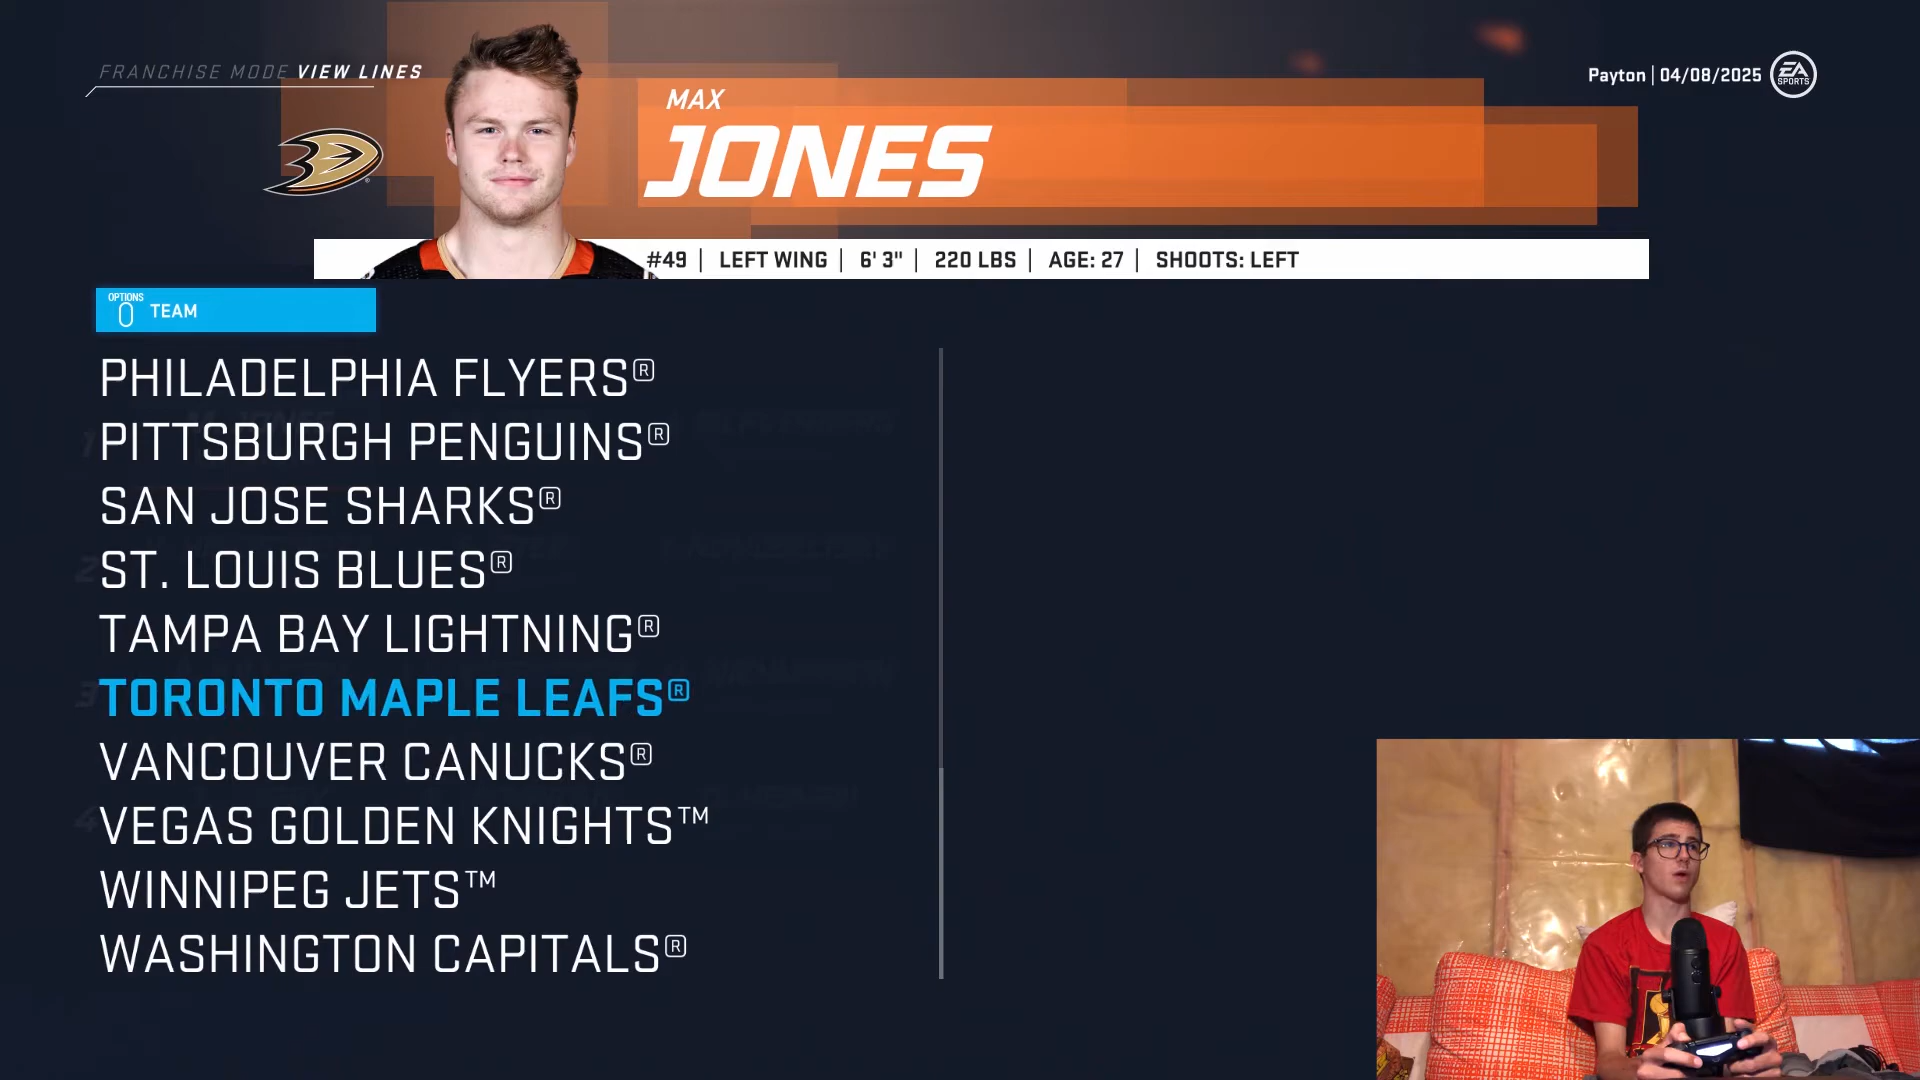 FRANCHISE MODE VIEW LINES
Payton | 04/08/2025
EA SPORTS
MAX
JONES
#49 | LEFT WING | 6' 3" | 220 LBS | AGE: 27 | SHOOTS: LEFT
OPTIONS
TEAM
PHILADELPHIA FLYERS®
PITTSBURGH PENGUINS®
SAN JOSE SHARKS®
ST. LOUIS BLUES®
TAMPA BAY LIGHTNING®
TORONTO MAPLE LEAFS®
VANCOUVER CANUCKS®
VEGAS GOLDEN KNIGHTS™
WINNIPEG JETS™
WASHINGTON CAPITALS®